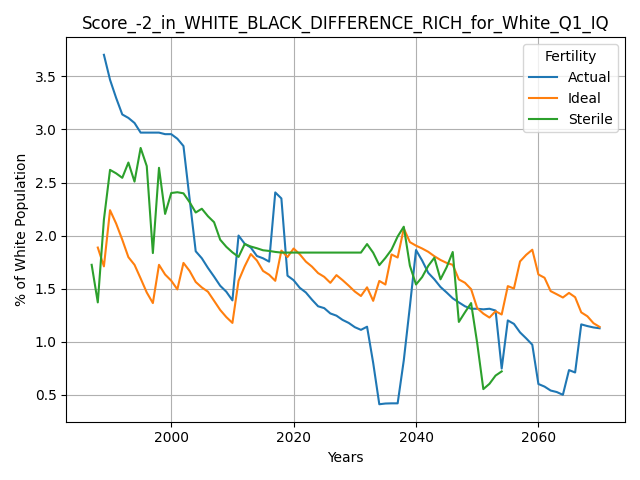 Score_-2_in_WHITE_BLACK_DIFFERENCE_RICH_for_White_Q1_IQ
Fertility
Actual
Ideal
Sterile
% of White Population
3.5
3.0
2.5
2.0
1.5
1.0
0.5
2000
2020
2040
2060
Years